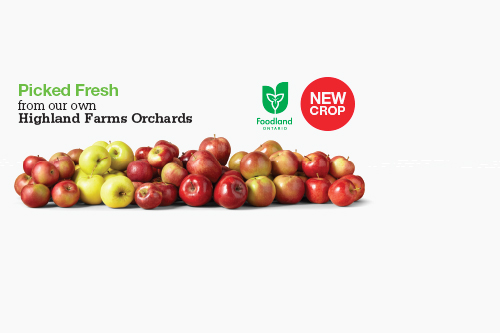 Picked Fresh
from our own
Highland Farms Orchards
Foodland
ONTARIO
NEW
CROP